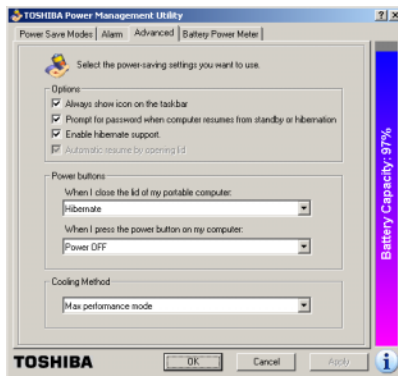 TOSHIBA Power Management Utility
Power Save Modes Alarm Advanced Battery Power Meter
Select the power-saving settings you want to use.
Options
Always show icon on the taskbar
Prompt for password when computer resumes from standby or hibernation
Enable hibernate support.
Automatic resume by opening lid
Power buttons
When I close the lid of my portable computer:
Hibernate
When I press the power button on my computer:
Power OFF
Cooling Method
Max performance mode
Battery Capacity: 97%
TOSHIBA
OK Cancel Apply